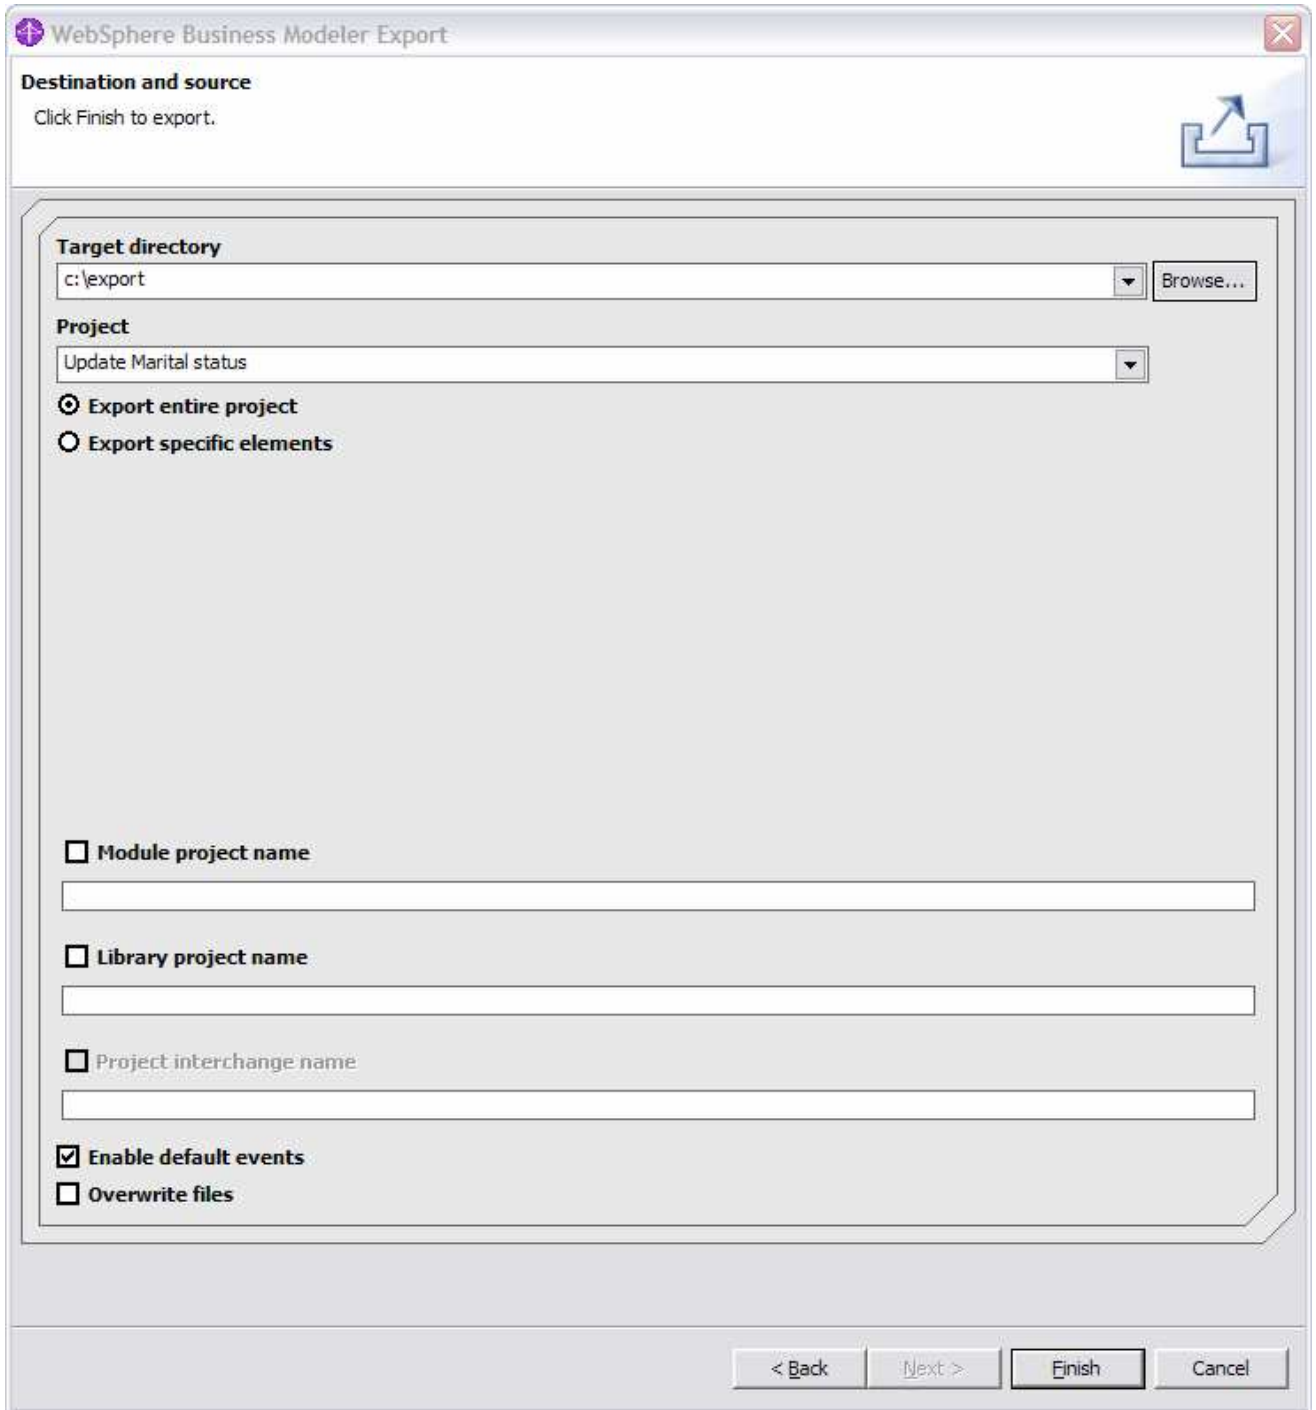 WebSphere Business Modeler Export
Destination and source
Click Finish to export.
Target directory
c:\export
Browse...
Project
Update Marital status
Export entire project
Export specific elements
Module project name
Library project name
Project interchange name
Enable default events
Overwrite files
< Back Next > Finish Cancel